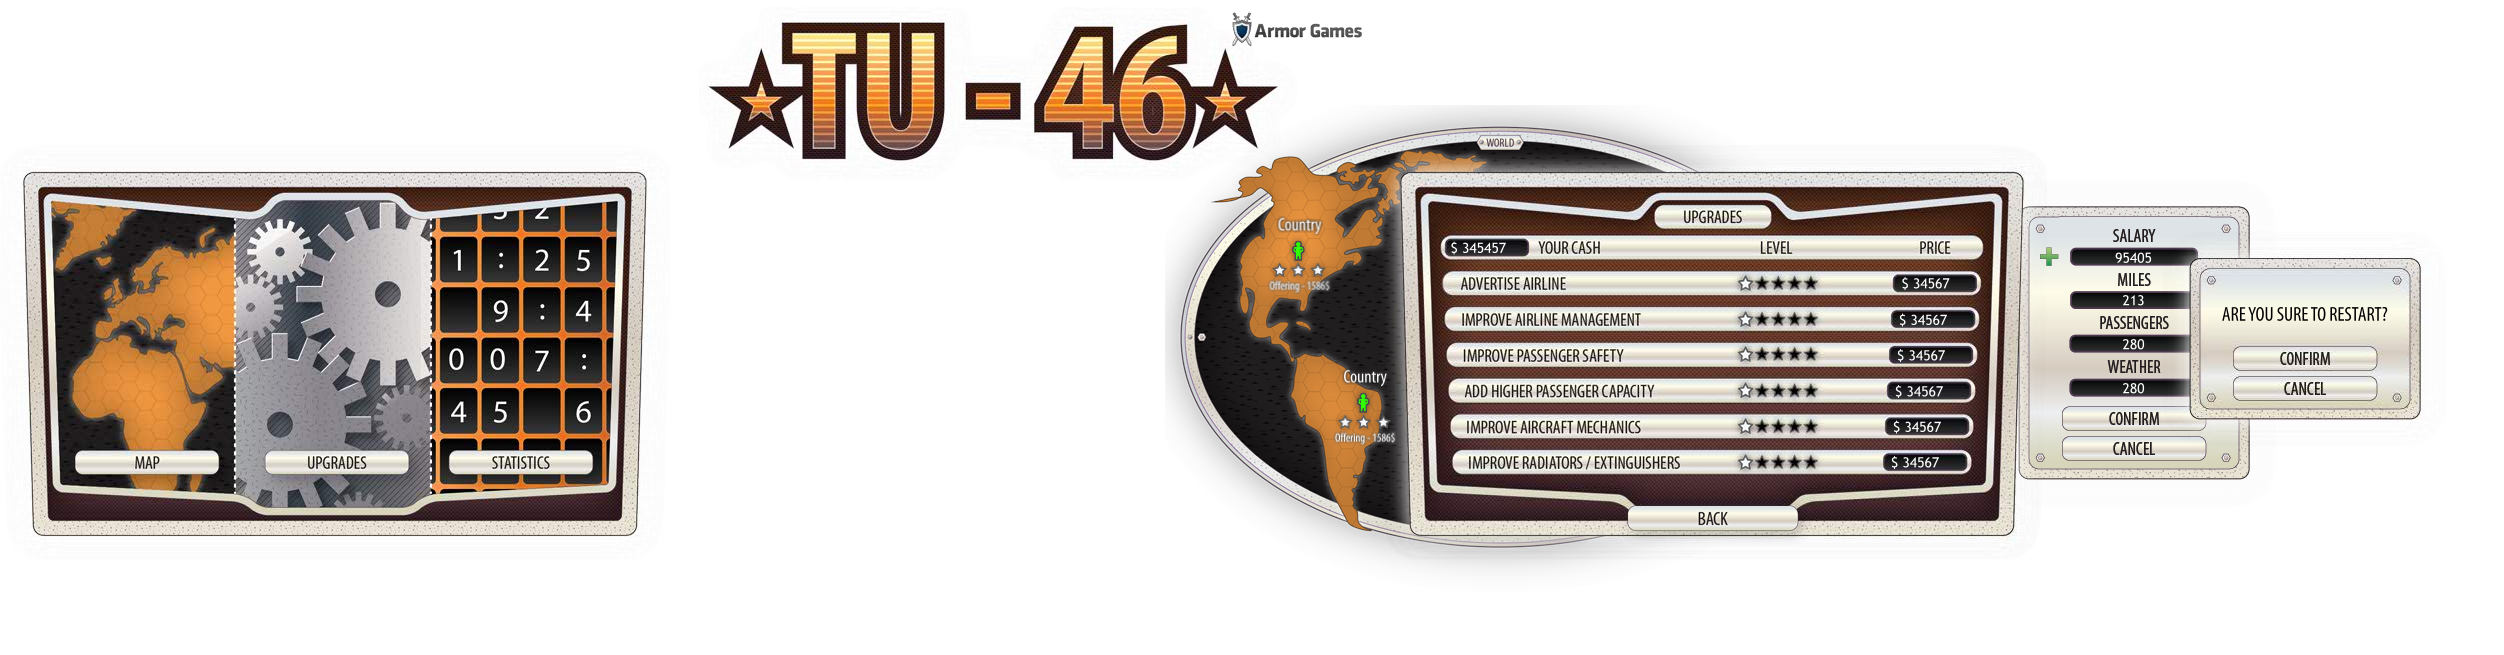 TU - 46
Armor Games
3 2
1 : 2 5
9 : 4
0 0 7 :
4 5 6
MAP
UPGRADES
STATISTICS
WORLD
Country
Offering - 1586$
Country
Offering - 1586$
UPGRADES
$ 345457 YOUR CASH LEVEL PRICE
ADVERTISE AIRLINE $ 34567
IMPROVE AIRLINE MANAGEMENT $ 34567
IMPROVE PASSENGER SAFETY $ 34567
ADD HIGHER PASSENGER CAPACITY $ 34567
IMPROVE AIRCRAFT MECHANICS $ 34567
IMPROVE RADIATORS / EXTINGUISHERS $ 34567
BACK
SALARY
95405
MILES
213
PASSENGERS
280
WEATHER
280
CONFIRM
CANCEL
ARE YOU SURE TO RESTART?
CONFIRM
CANCEL